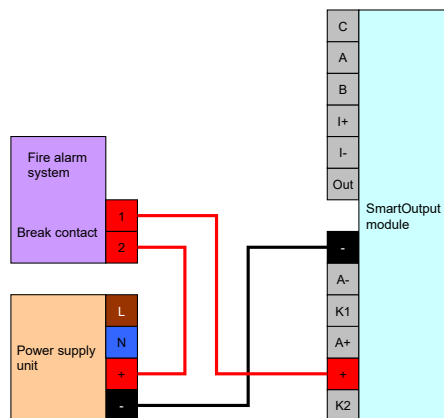 C
A
B
I+
I-
Out
Fire alarm
system
1
Break contact
2
SmartOutput
module
-
A-
K1
A+
+
K2
L
N
Power supply
unit
+
-